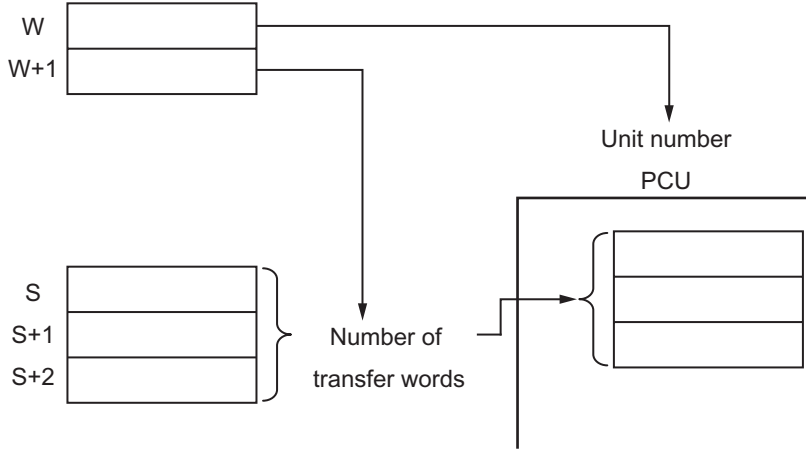 W
W+1
Unit number
PCU
S
S+1
S+2
Number of
transfer words